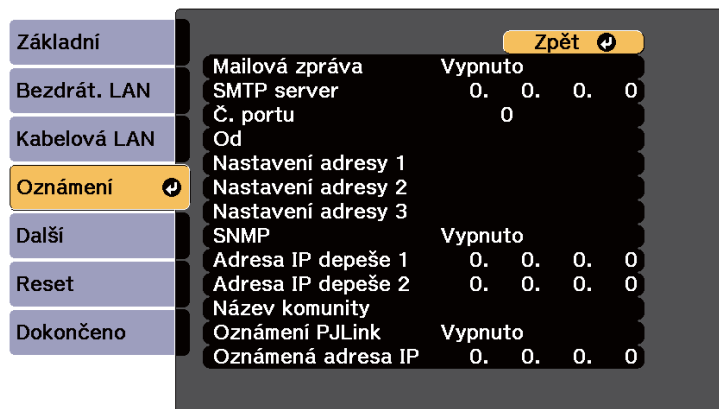 Základní
Bezdrát. LAN
Kabelová LAN
Oznámení
Další
Reset
Dokončeno
Zpět
Mailová zpráva Vypnuto
SMTP server 0. 0. 0. 0
Č. portu 0
Od
Nastavení adresy 1
Nastavení adresy 2
Nastavení adresy 3
SNMP Vypnuto
Adresa IP depeše 1 0. 0. 0. 0
Adresa IP depeše 2 0. 0. 0. 0
Název komunity
Oznámení PJLink Vypnuto
Oznámená adresa IP 0. 0. 0. 0